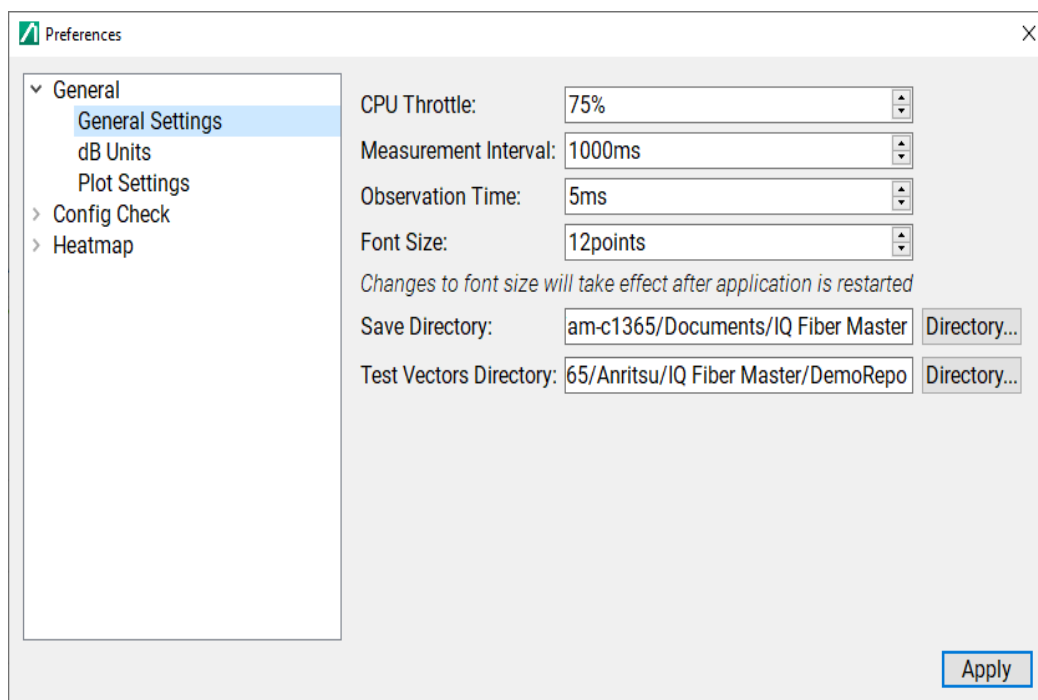 Preferences
General
General Settings
dB Units
Plot Settings
Config Check
Heatmap
CPU Throttle: 75%
Measurement Interval: 1000ms
Observation Time: 5ms
Font Size: 12points
Changes to font size will take effect after application is restarted
Save Directory: am-c1365/Documents/IQ Fiber Master Directory...
Test Vectors Directory: 65/Anritsu/IQ Fiber Master/DemoRepo Directory...
Apply